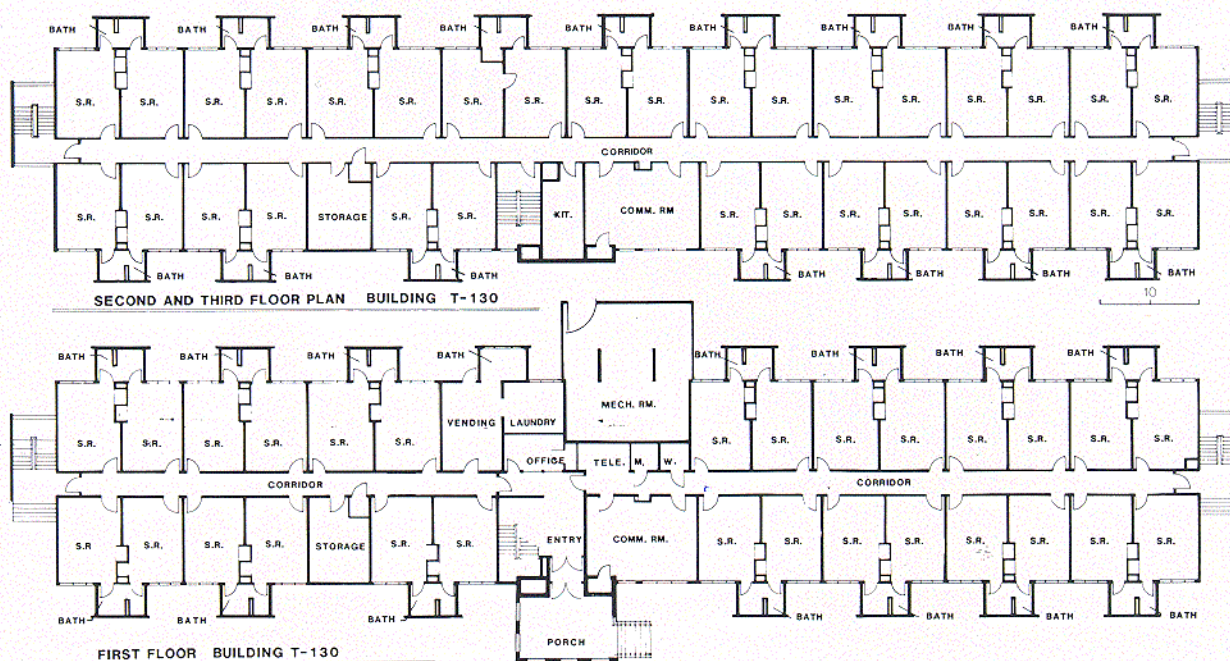 BATH BATH BATH BATH BATH BATH BATH BATH BATH
S.R. S.R. S.R. S.R. S.R. S.R. S.R. S.R. S.R. S.R. S.R. S.R. S.R. S.R. S.R. S.R. S.R. S.R.
CORRIDOR
S.R. S.R. S.R. S.R. STORAGE S.R. S.R. KIT. COMM. RM S.R. S.R. S.R. S.R. S.R. S.R. S.R. S.R.
BATH BATH BATH BATH BATH BATH BATH
SECOND AND THIRD FLOOR PLAN BUILDING T-130
10
BATH BATH BATH BATH BATH BATH BATH BATH
MECH. RM.
VENDING LAUNDRY
S.R. S.R. S.R. S.R. S.R. S.R. S.R. S.R. S.R. S.R. S.R. S.R. S.R. S.R.
OFFICE TELE. M. W.
CORRIDOR CORRIDOR
S.R S.R. S.R. S.R. STORAGE S.R. S.R. ENTRY COMM. RM. S.R. S.R. S.R. S.R. S.R. S.R. S.R. S.R.
BATH BATH BATH BATH BATH BATH BATH
PORCH
FIRST FLOOR BUILDING T-130